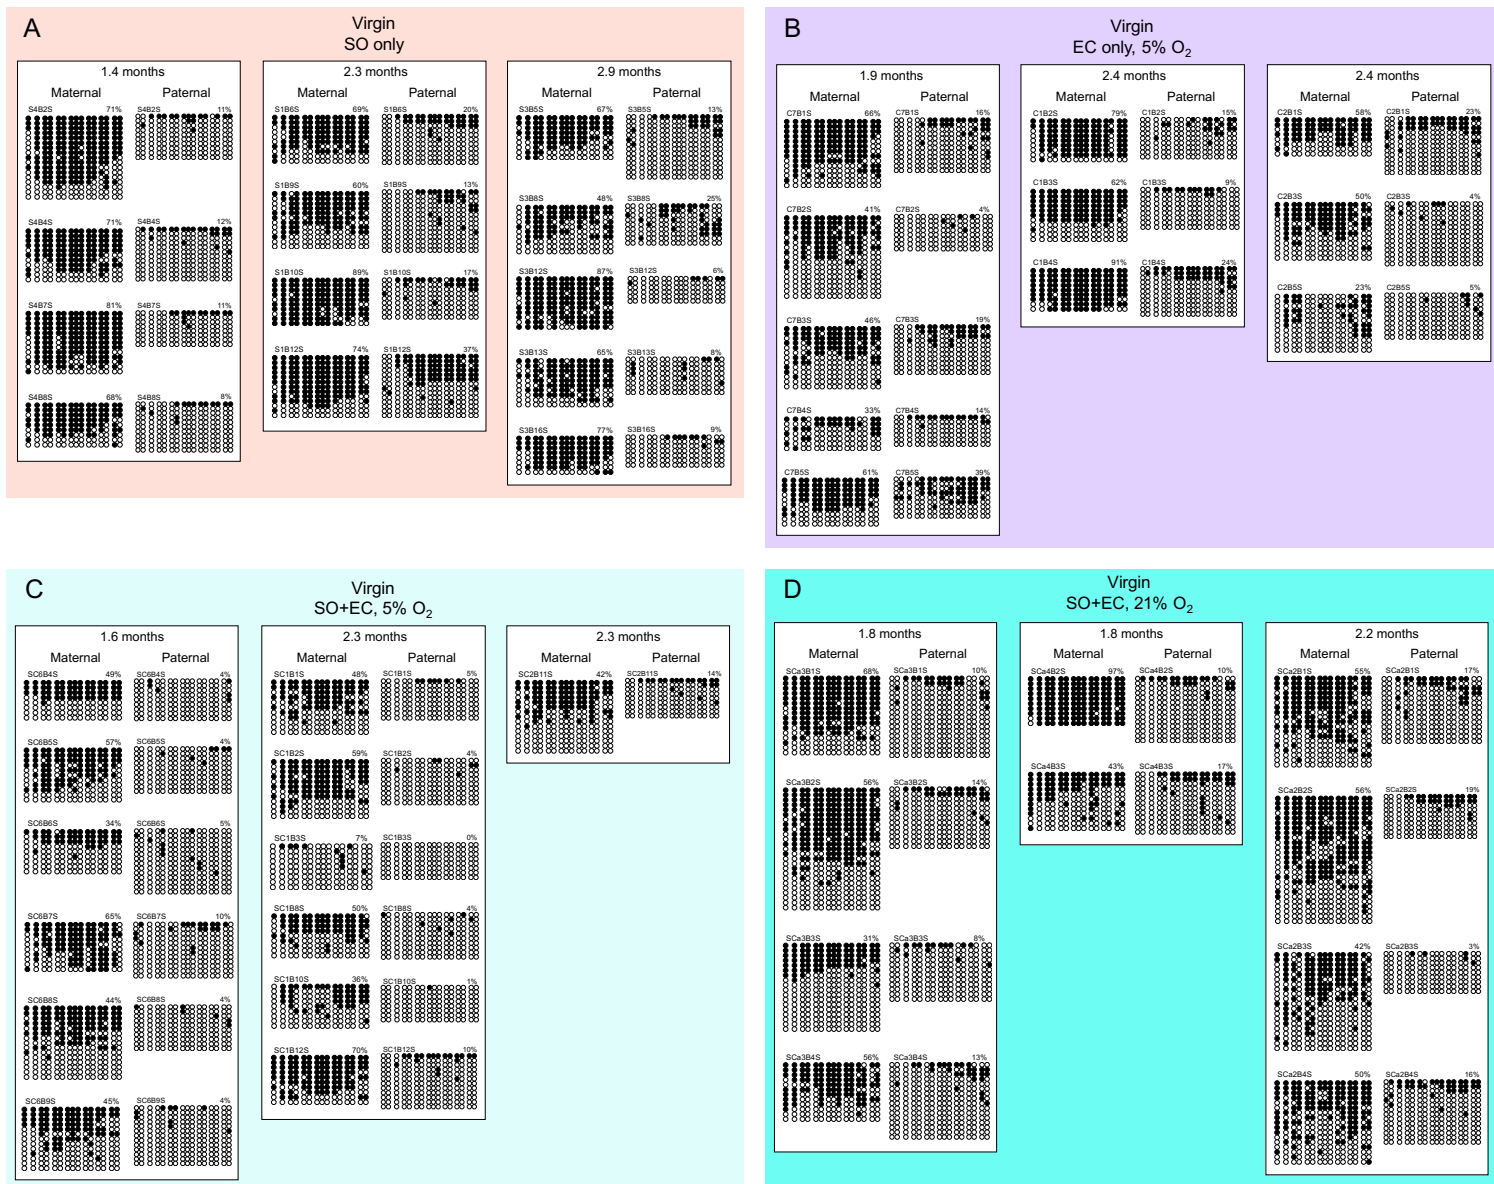 A
Virgin
SO only
1.4 months
Maternal Paternal
S4B2S 71% S4B2S 11%
S4B4S 71% S4B4S 12%
S4B7S 81% S4B7S 11%
S4B8S 68% S4B8S 8%
2.3 months
Maternal Paternal
S1B6S 69% S1B6S 20%
S1B9S 60% S1B9S 13%
S1B10S 89% S1B10S 17%
S1B12S 74% S1B12S 37%
2.9 months
Maternal Paternal
S3B5S 67% S3B5S 13%
S3B8S 48% S3B8S 25%
S3B12S 87% S3B12S 6%
S3B13S 65% S3B13S 8%
S3B16S 77% S3B16S 9%
B
Virgin
EC only, 5% O2
1.9 months
Maternal Paternal
C7B1S 66% C7B1S 16%
C7B2S 41% C7B2S 4%
C7B3S 46% C7B3S 19%
C7B4S 33% C7B4S 14%
C7B5S 61% C7B5S 39%
2.4 months
Maternal Paternal
C1B2S 79% C1B2S 15%
C1B3S 62% C1B3S 9%
C1B4S 91% C1B4S 24%
2.4 months
Maternal Paternal
C2B1S 58% C2B1S 23%
C2B3S 50% C2B3S 4%
C2B5S 23% C2B5S 5%
C
Virgin
SO+EC, 5% O2
1.6 months
Maternal Paternal
SC6B4S 49% SC6B4S 4%
SC6B5S 57% SC6B5S 4%
SC6B6S 34% SC6B6S 5%
SC6B7S 65% SC6B7S 10%
SC6B8S 44% SC6B8S 4%
SC6B9S 45% SC6B9S 4%
2.3 months
Maternal Paternal
SC1B1S 48% SC1B1S 5%
SC1B2S 59% SC1B2S 4%
SC1B3S 7% SC1B3S 0%
SC1B8S 50% SC1B8S 4%
SC1B10S 36% SC1B10S 1%
SC1B12S 70% SC1B12S 10%
2.3 months
Maternal Paternal
SC2B11S 42% SC2B11S 14%
D
Virgin
SO+EC, 21% O2
1.8 months
Maternal Paternal
SCa3B1S 68% SCa3B1S 10%
SCa3B2S 56% SCa3B2S 14%
SCa3B3S 31% SCa3B3S 8%
SCa3B4S 56% SCa3B4S 13%
1.8 months
Maternal Paternal
SCa4B2S 97% SCa4B2S 10%
SCa4B3S 43% SCa4B3S 17%
2.2 months
Maternal Paternal
SCa2B1S 55% SCa2B1S 17%
SCa2B2S 56% SCa2B2S 19%
SCa2B3S 42% SCa2B3S 3%
SCa2B4S 50% SCa2B4S 16%